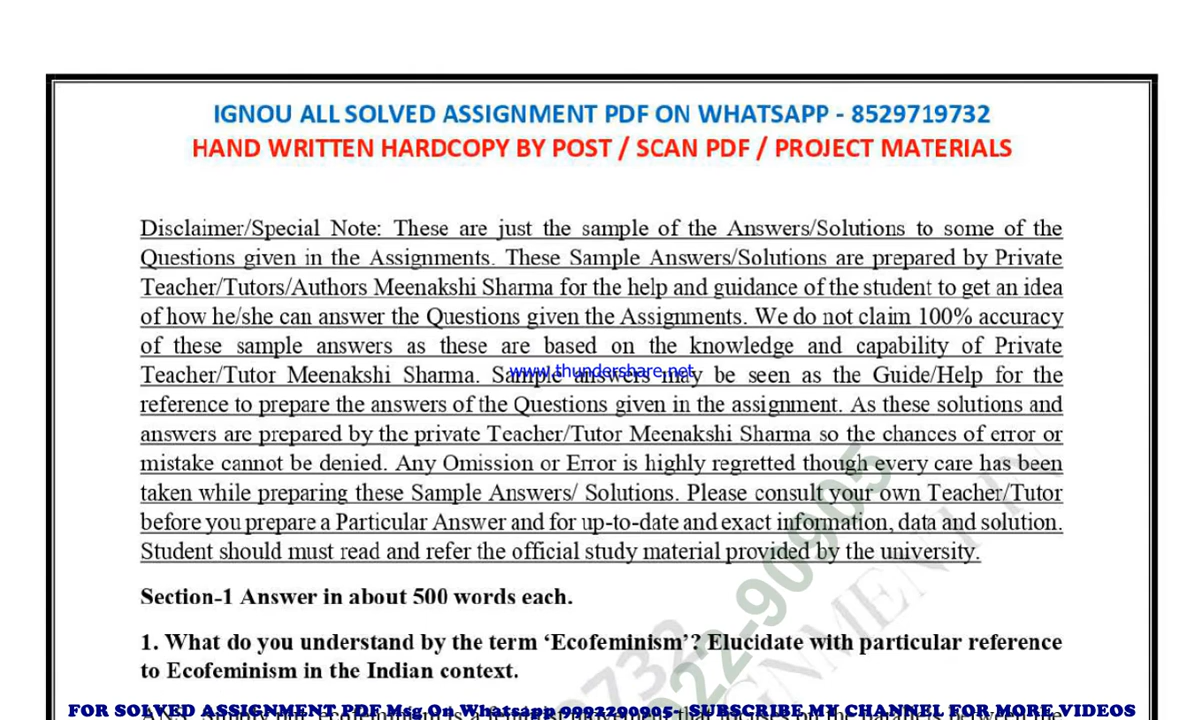 IGNOU ALL SOLVED ASSIGNMENT PDF ON WHATSAPP - 8529719732
HAND WRITTEN HARDCOPY BY POST / SCAN PDF / PROJECT MATERIALS
Disclaimer/Special Note: These are just the sample of the Answers/Solutions to some of the
Questions given in the Assignments. These Sample Answers/Solutions are prepared by Private
Teacher/Tutors/Authors Meenakshi Sharma for the help and guidance of the student to get an idea
of how he/she can answer the Questions given the Assignments. We do not claim 100% accuracy
of these sample answers as these are based on the knowledge and capability of Private
Teacher/Tutor Meenakshi Sharma. Sample answers may be seen as the Guide/Help for the
www.thundershare.net
reference to prepare the answers of the Questions given in the assignment. As these solutions and
answers are prepared by the private Teacher/Tutor Meenakshi Sharma so the chances of error or
mistake cannot be denied. Any Omission or Error is highly regretted though every care has been
taken while preparing these Sample Answers/ Solutions. Please consult your own Teacher/Tutor
before you prepare a Particular Answer and for up-to-date and exact information, data and solution.
Student should must read and refer the official study material provided by the university.
Section-1 Answer in about 500 words each.
1. What do you understand by the term ‘Ecofeminism’? Elucidate with particular reference
to Ecofeminism in the Indian context.
FOR SOLVED ASSIGNMENT PDF Msg On Whatsapp 9993290905- SUBSCRIBE MY CHANNEL FOR MORE VIDEOS
22-90905
9732